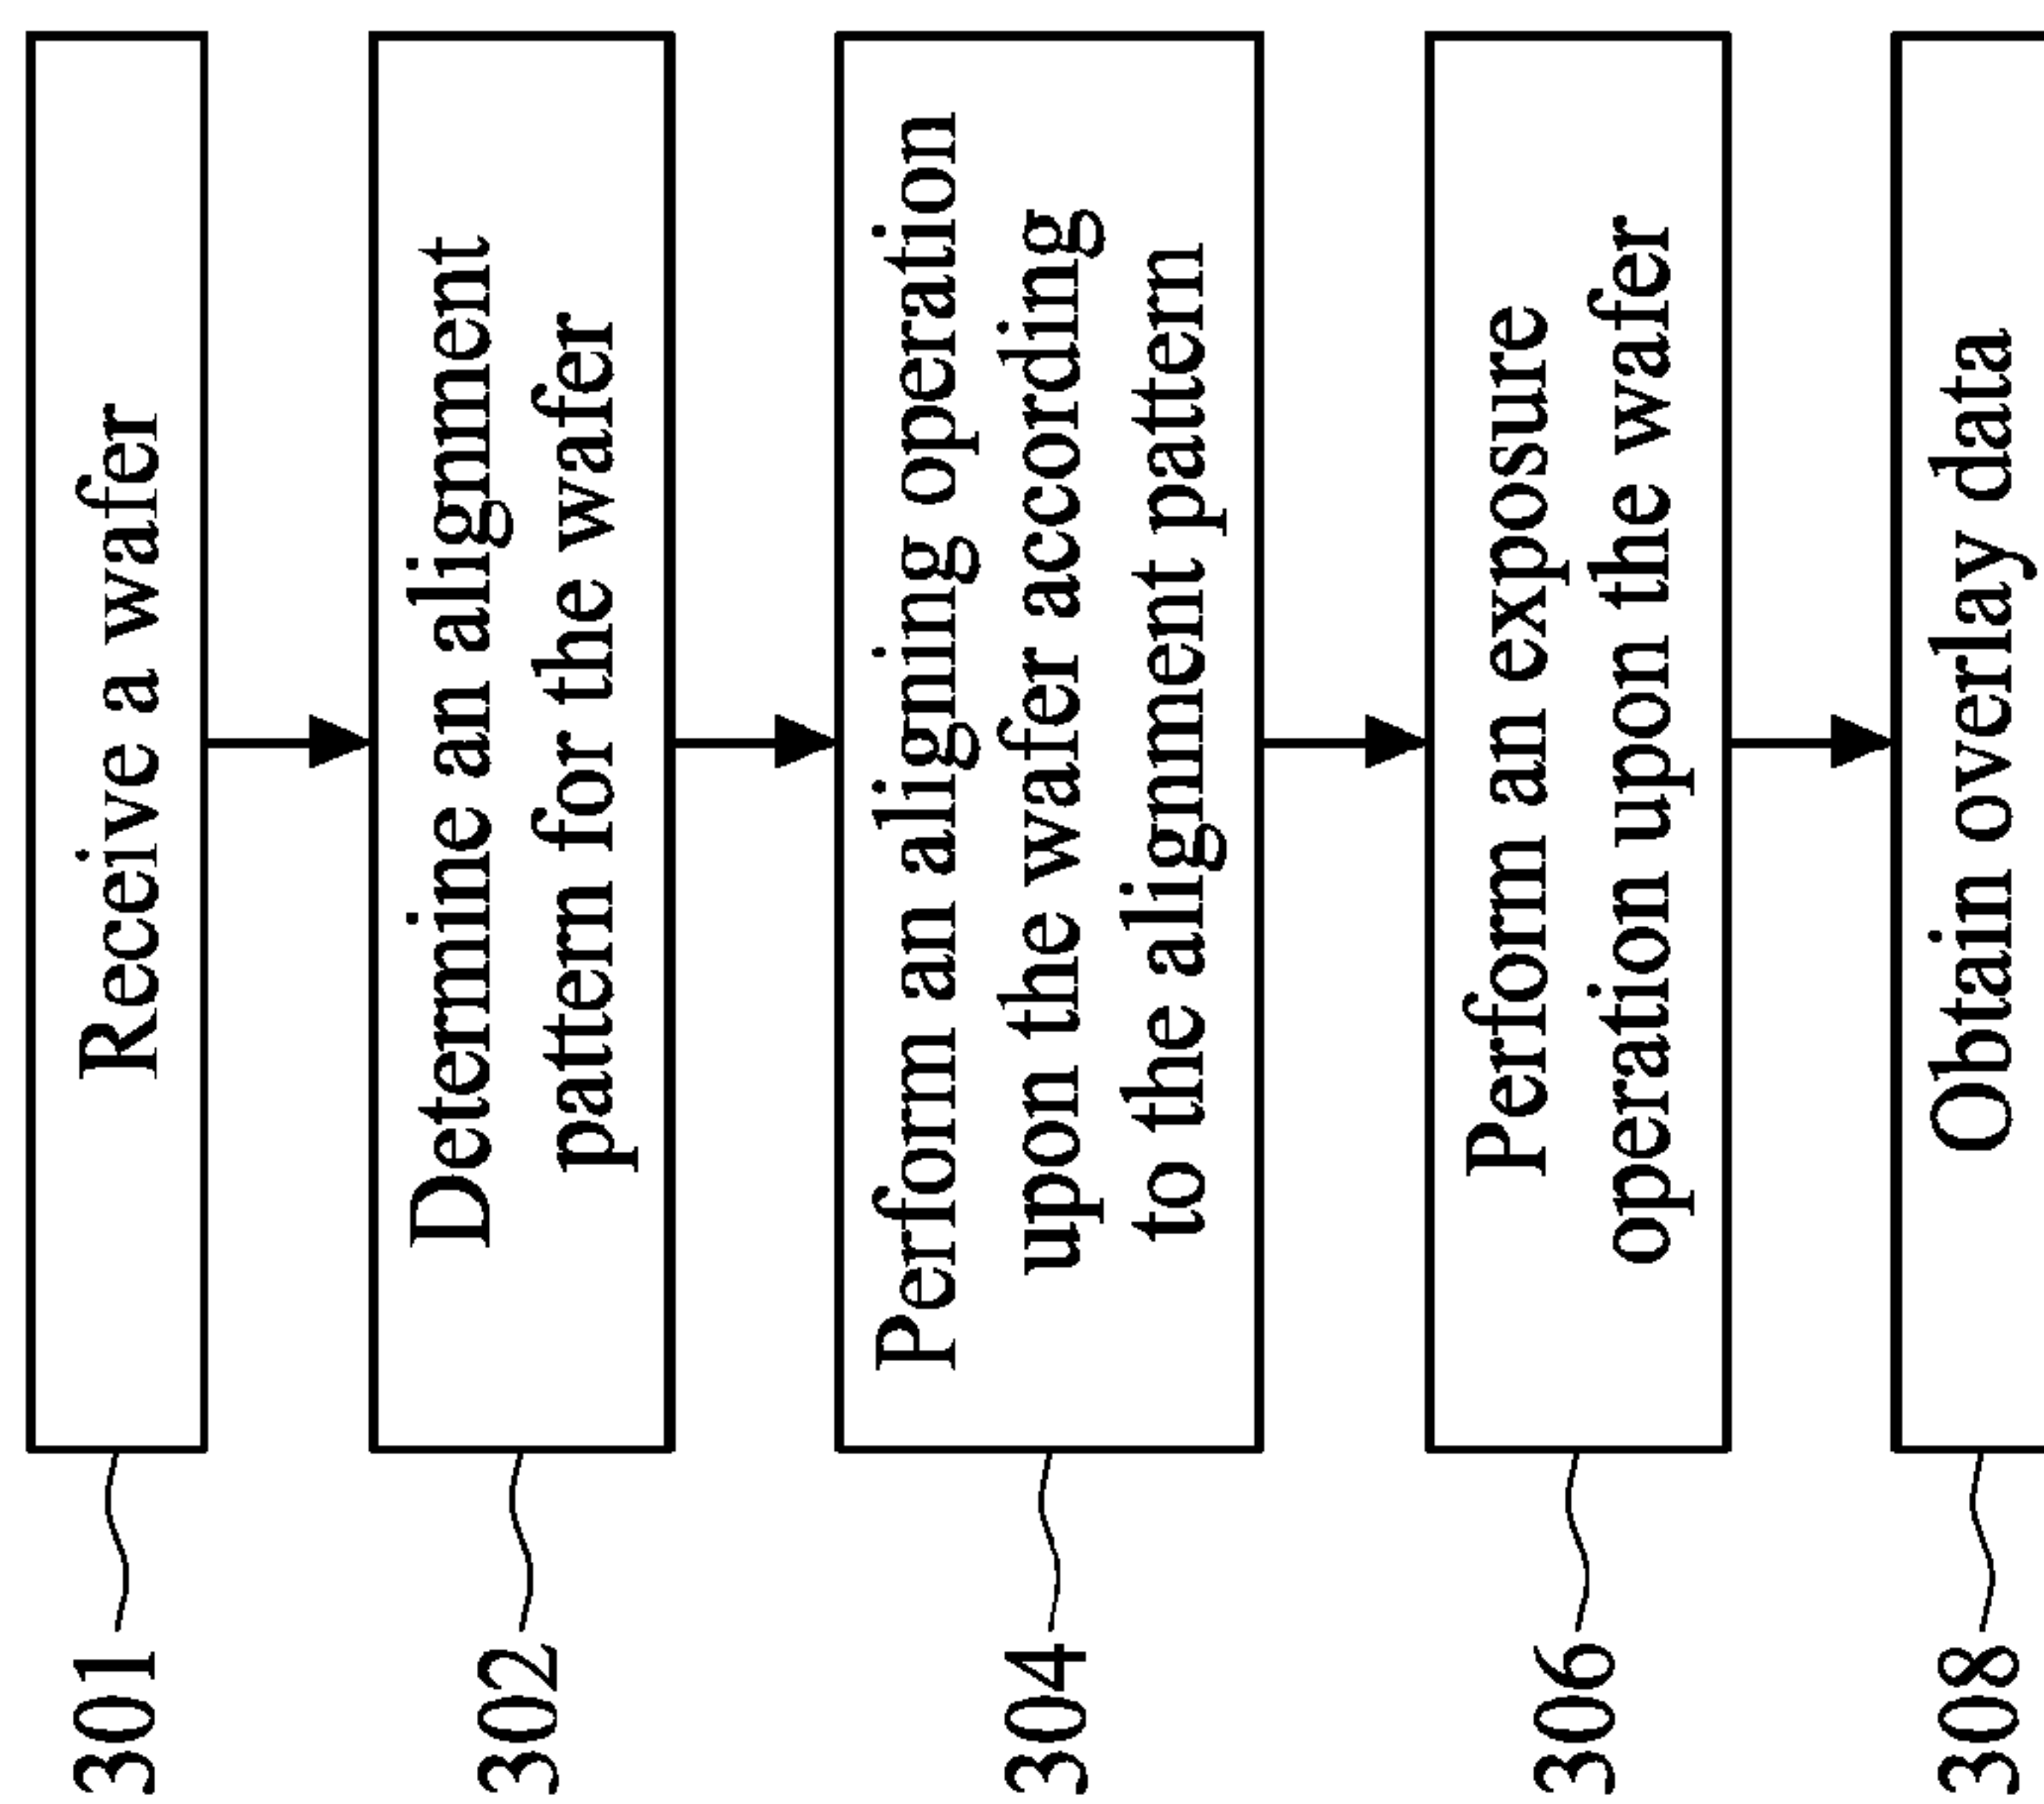 301
Receive a wafer
302
Determine an alignment
pattern for the wafer
304
Perform an aligning operation
upon the wafer according
to the alignment pattern
306
Perform an exposure
operation upon the wafer
308
Obtain overlay data